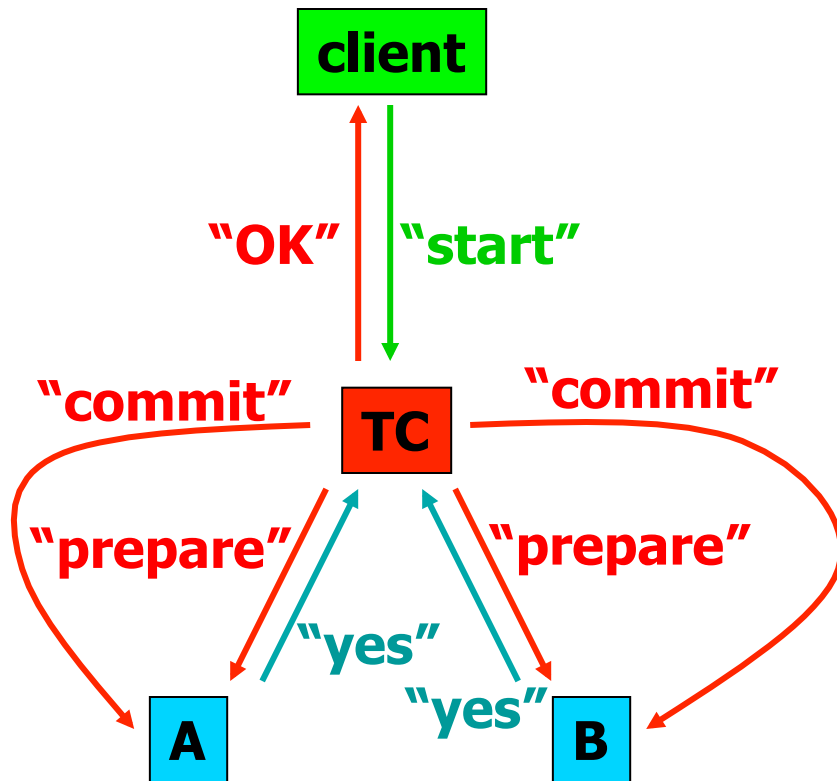 client
“OK” “start”
“commit” “commit”
TC
“prepare” “prepare”
“yes”
“yes”
A B